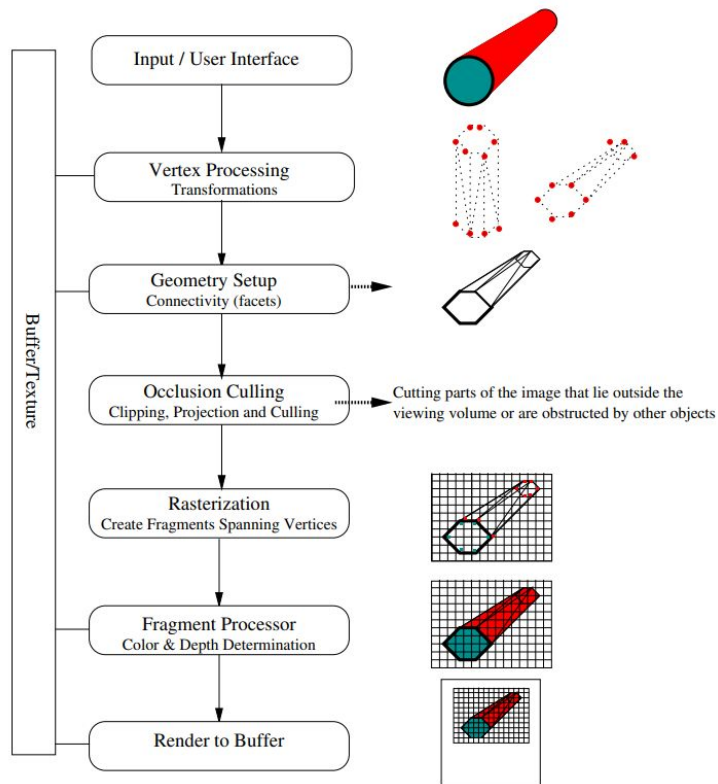 Input / User Interface
Vertex Processing
Transformations
Geometry Setup
Connectivity (facets)
Buffer/Texture
Occlusion Culling
Clipping, Projection and Culling
Cutting parts of the image that lie outside the
viewing volume or are obstructed by other objects
Rasterization
Create Fragments Spanning Vertices
Fragment Processor
Color & Depth Determination
Render to Buffer